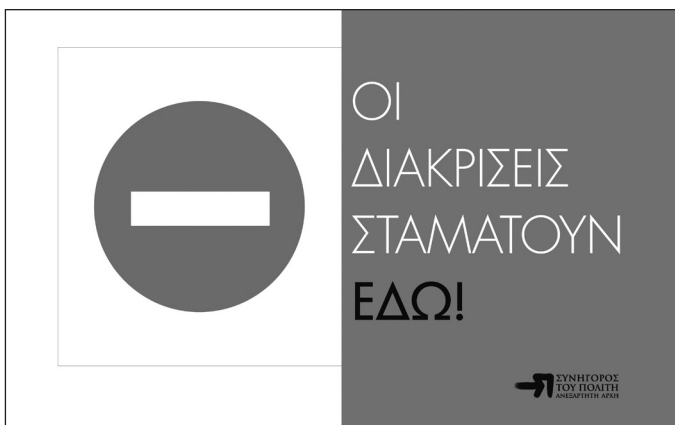 ΟΙ
ΔΙΑΚΡΙΣΕΙΣ
ΣΤΑΜΑΤΟΥΝ
ΕΔΩ!
ΣΥΝΗΓΟΡΟΣ
ΤΟΥ ΠΟΛΙΤΗ
ΑΝΕΞΑΡΤΗΤΗ ΑΡΧΗ